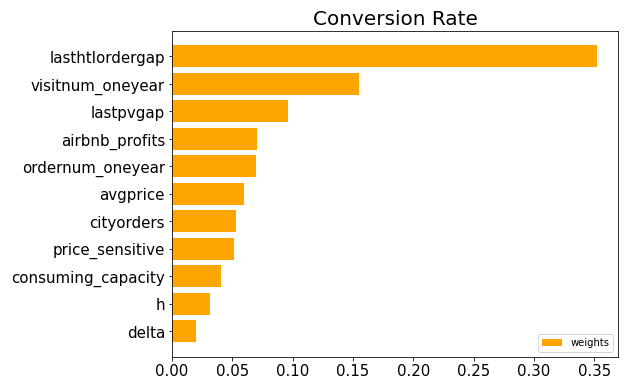 Conversion Rate
lasthtlordergap
visitnum_oneyear
lastpvgap
airbnb_profits
ordernum_oneyear
avgprice
cityorders
price_sensitive
consuming_capacity
h
delta
weights
0.00 0.05 0.10 0.15 0.20 0.25 0.30 0.35